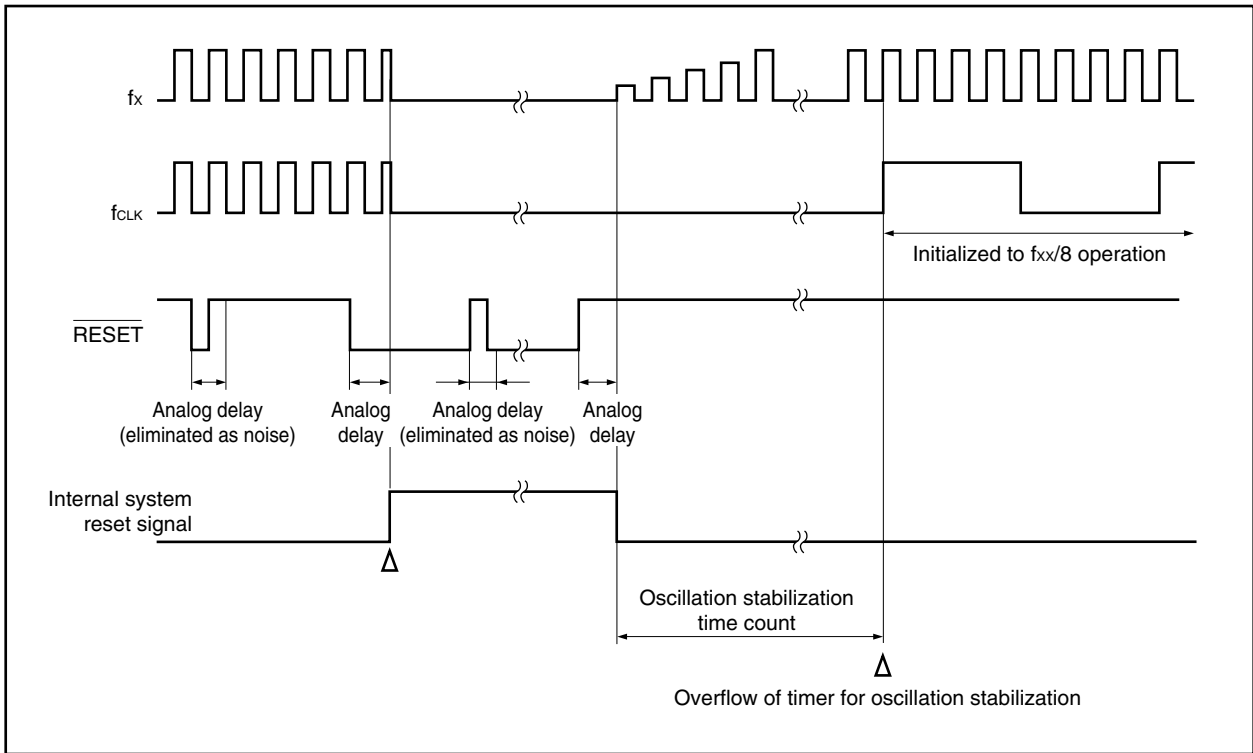 fX
fCLK
Initialized to fXX/8 operation
RESET
Analog delay
(eliminated as noise)
Analog
delay
Analog delay
(eliminated as noise)
Analog
delay
Internal system
reset signal
Oscillation stabilization
time count
Overflow of timer for oscillation stabilization